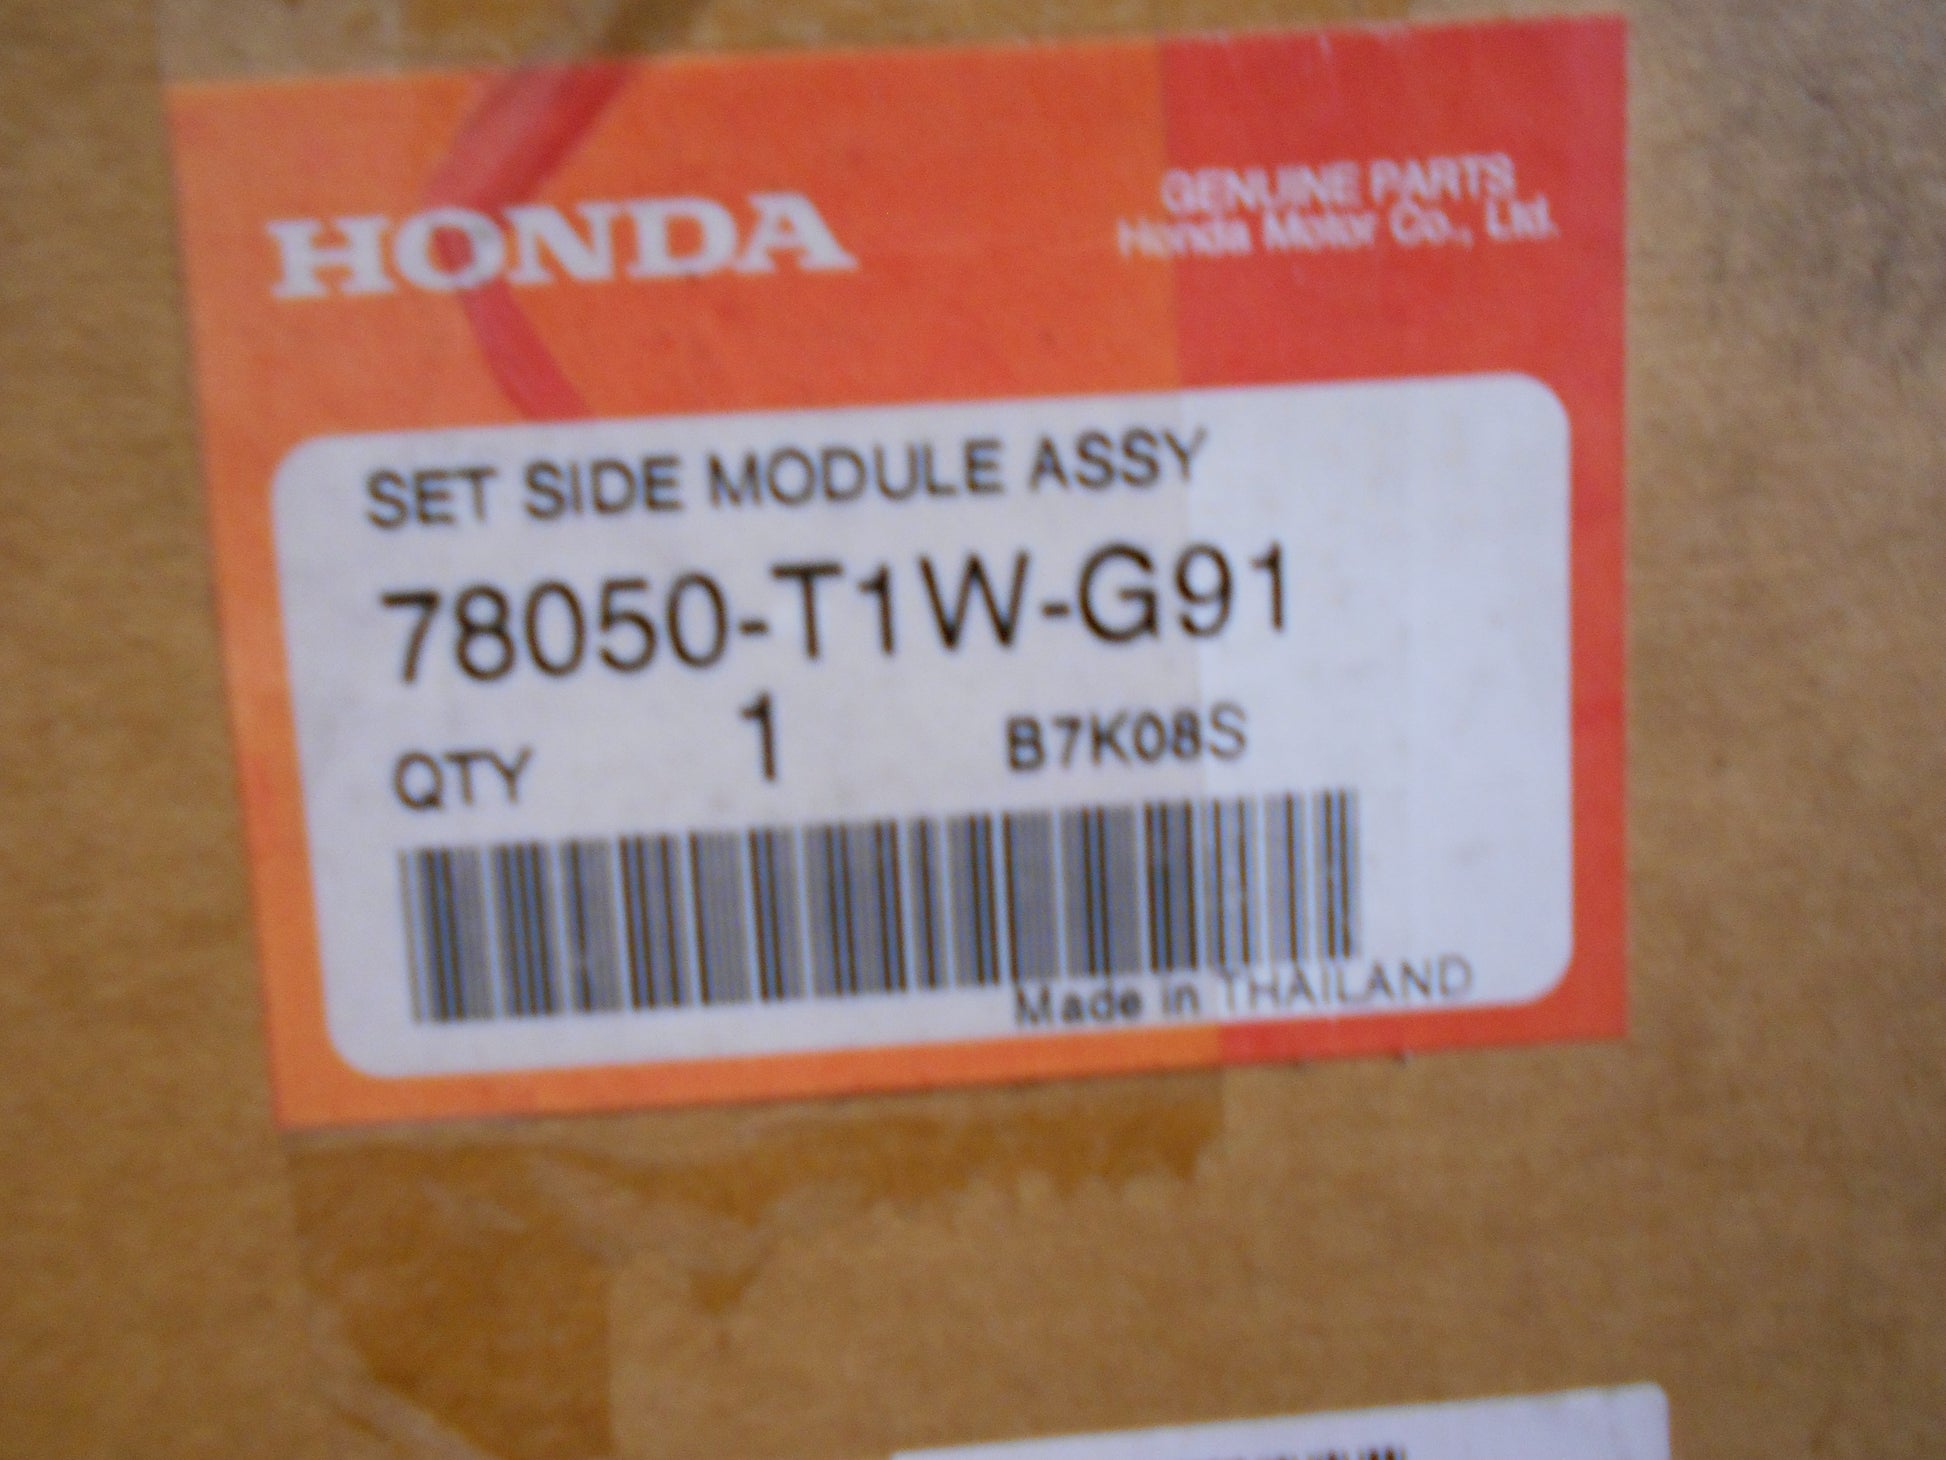 HONDA
GENUINE PARTS
Honda Motor Co., Ltd.
SET SIDE MODULE ASSY
78050-T1W-G91
QTY 1 B7K08S
Made in THAILAND